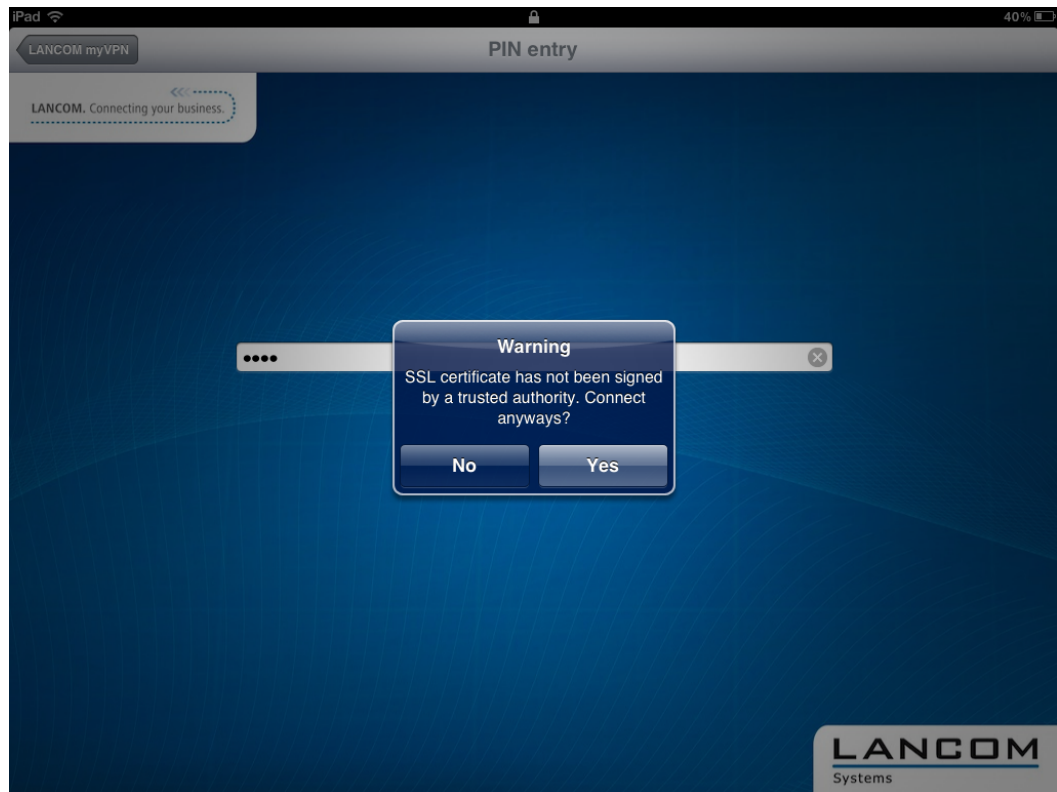 iPad 40%
LANCOM myVPN PIN entry
LANCOM. Connecting your business.
••••
Warning
SSL certificate has not been signed
by a trusted authority. Connect
anyways?
No Yes
LANCOM
Systems